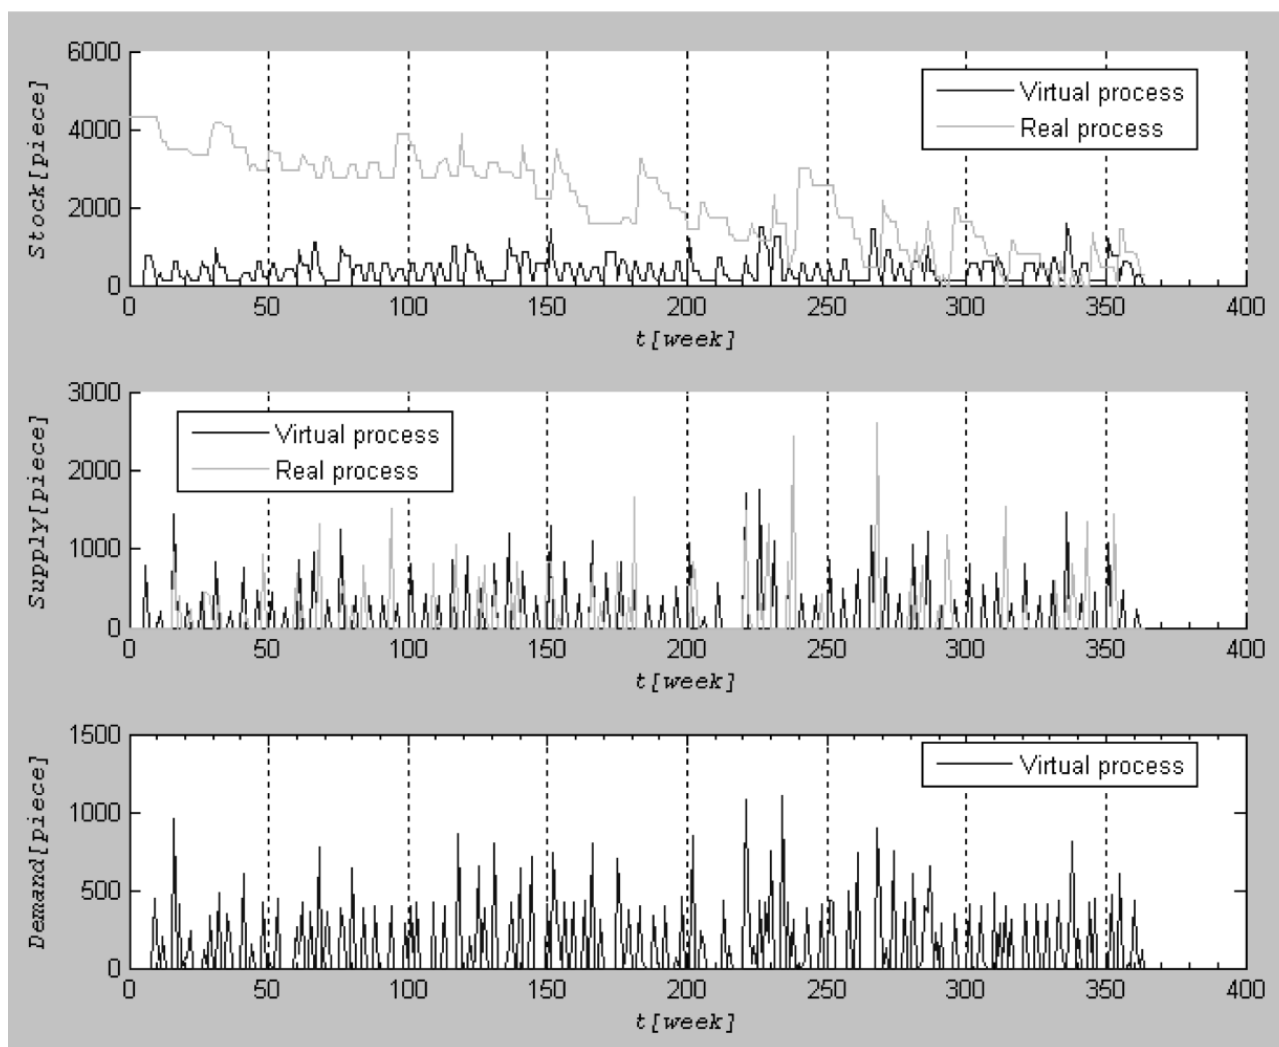 6000
4000
2000
0
Stock[piece]
Virtual process
Real process
0 50 100 150 200 250 300 350 400
t[week]
3000
2000
1000
0
Supply[piece]
Virtual process
Real process
0 50 100 150 200 250 300 350 400
t[week]
1500
1000
500
0
Demand[piece]
Virtual process
0 50 100 150 200 250 300 350 400
t[week]